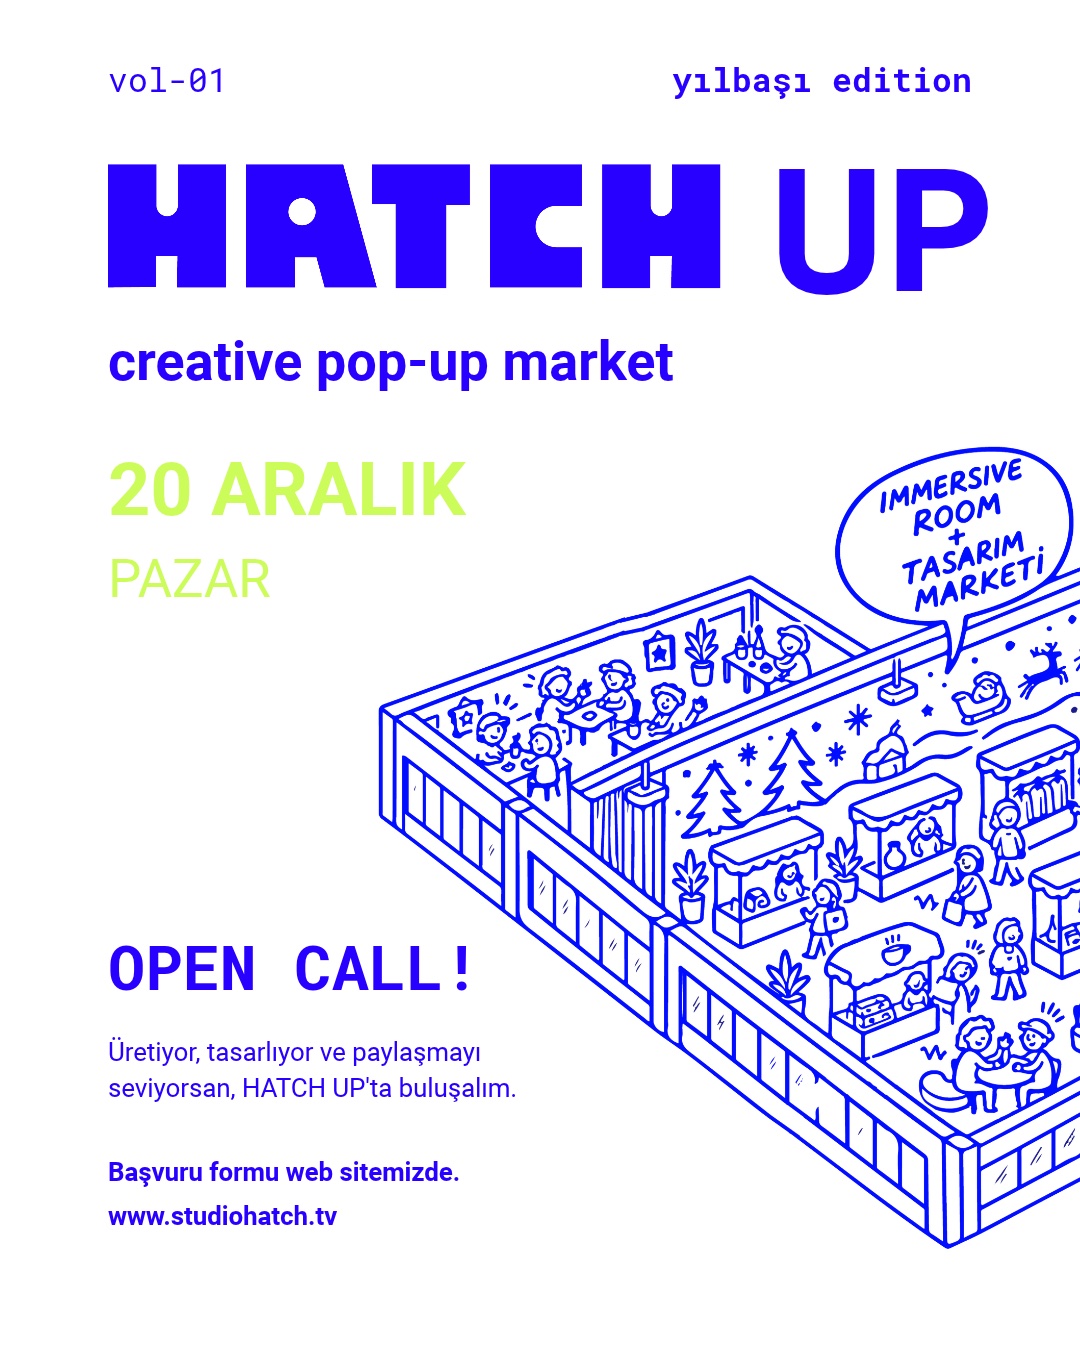 vol-01
yılbaşı edition
HATCH UP
creative pop-up market
20 ARALIK
PAZAR
IMMERSIVE
ROOM
+
TASARIM
MARKETİ
OPEN CALL!
Üretiyor, tasarlıyor ve paylaşmayı
seviyorsan, HATCH UP'ta buluşalım.
Başvuru formu web sitemizde.
www.studiohatch.tv